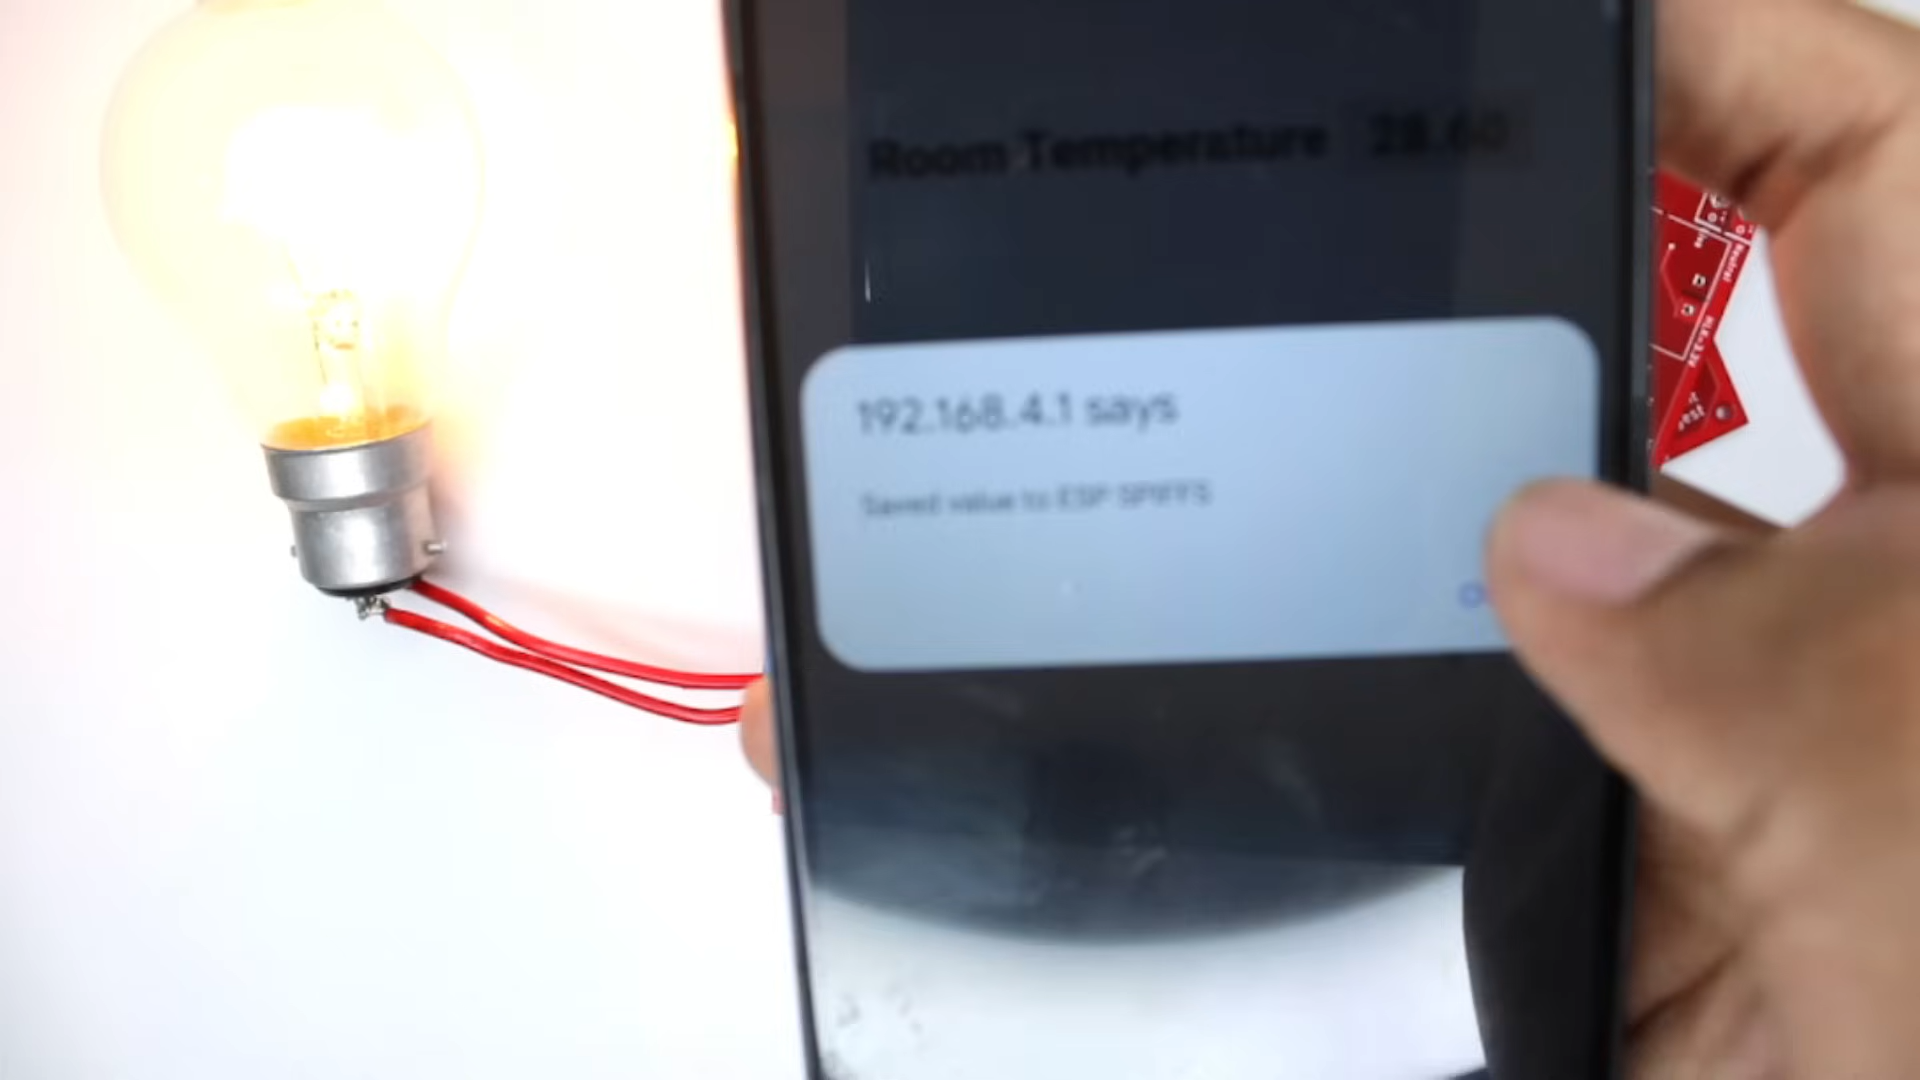 Room Temperature 28.60
192.168.4.1 says
Saved value to ESP SPIFFS